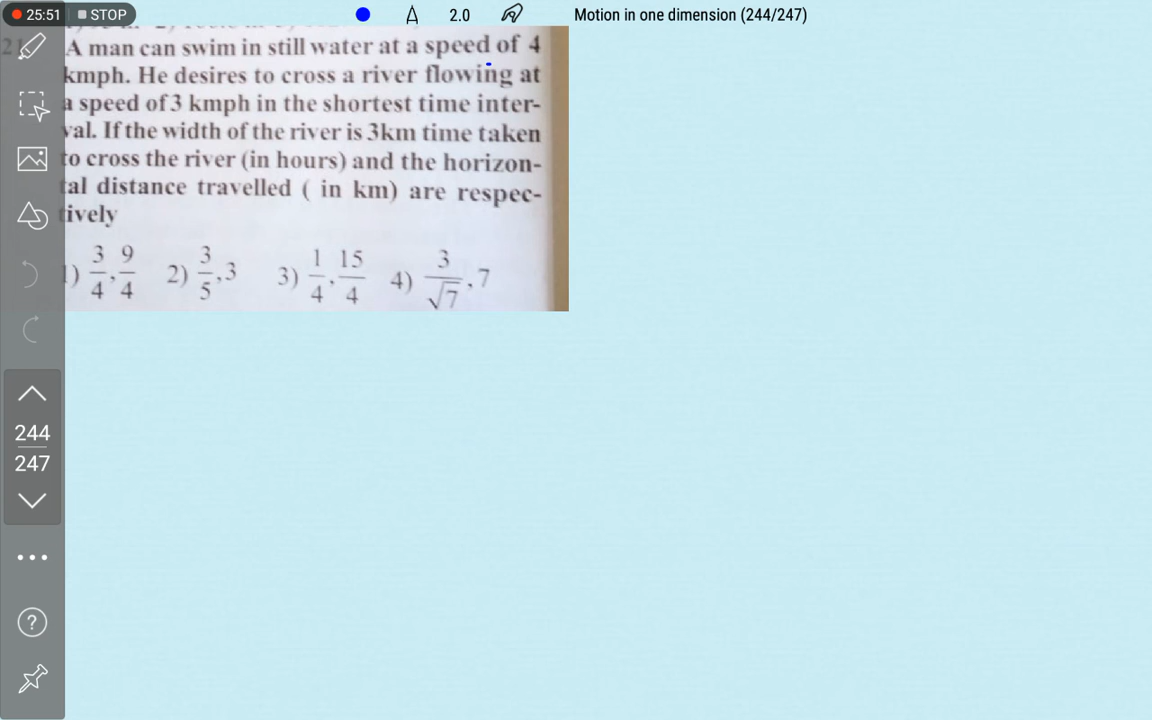 25:51 STOP 2.0 Motion in one dimension (244/247)
A man can swim in still water at a speed of 4
kmph. He desires to cross a river flowing at
a speed of 3 kmph in the shortest time inter-
val. If the width of the river is 3km time taken
to cross the river (in hours) and the horizon-
tal distance travelled ( in km) are respec-
tively
1) 3/4, 9/4 2) 3/5, 3 3) 1/4, 15/4 4) 3/√7, 7
244
247
?